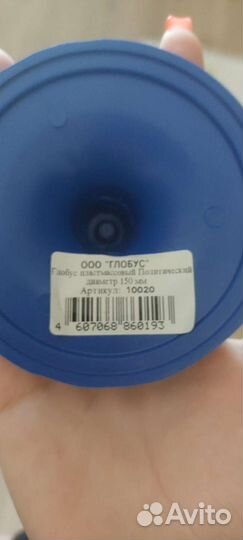 ООО "ГЛОБУС"
Глобус пластмассовый Политический
диаметр 150 мм
Артикул: 10020
4 607068 860193
Avito